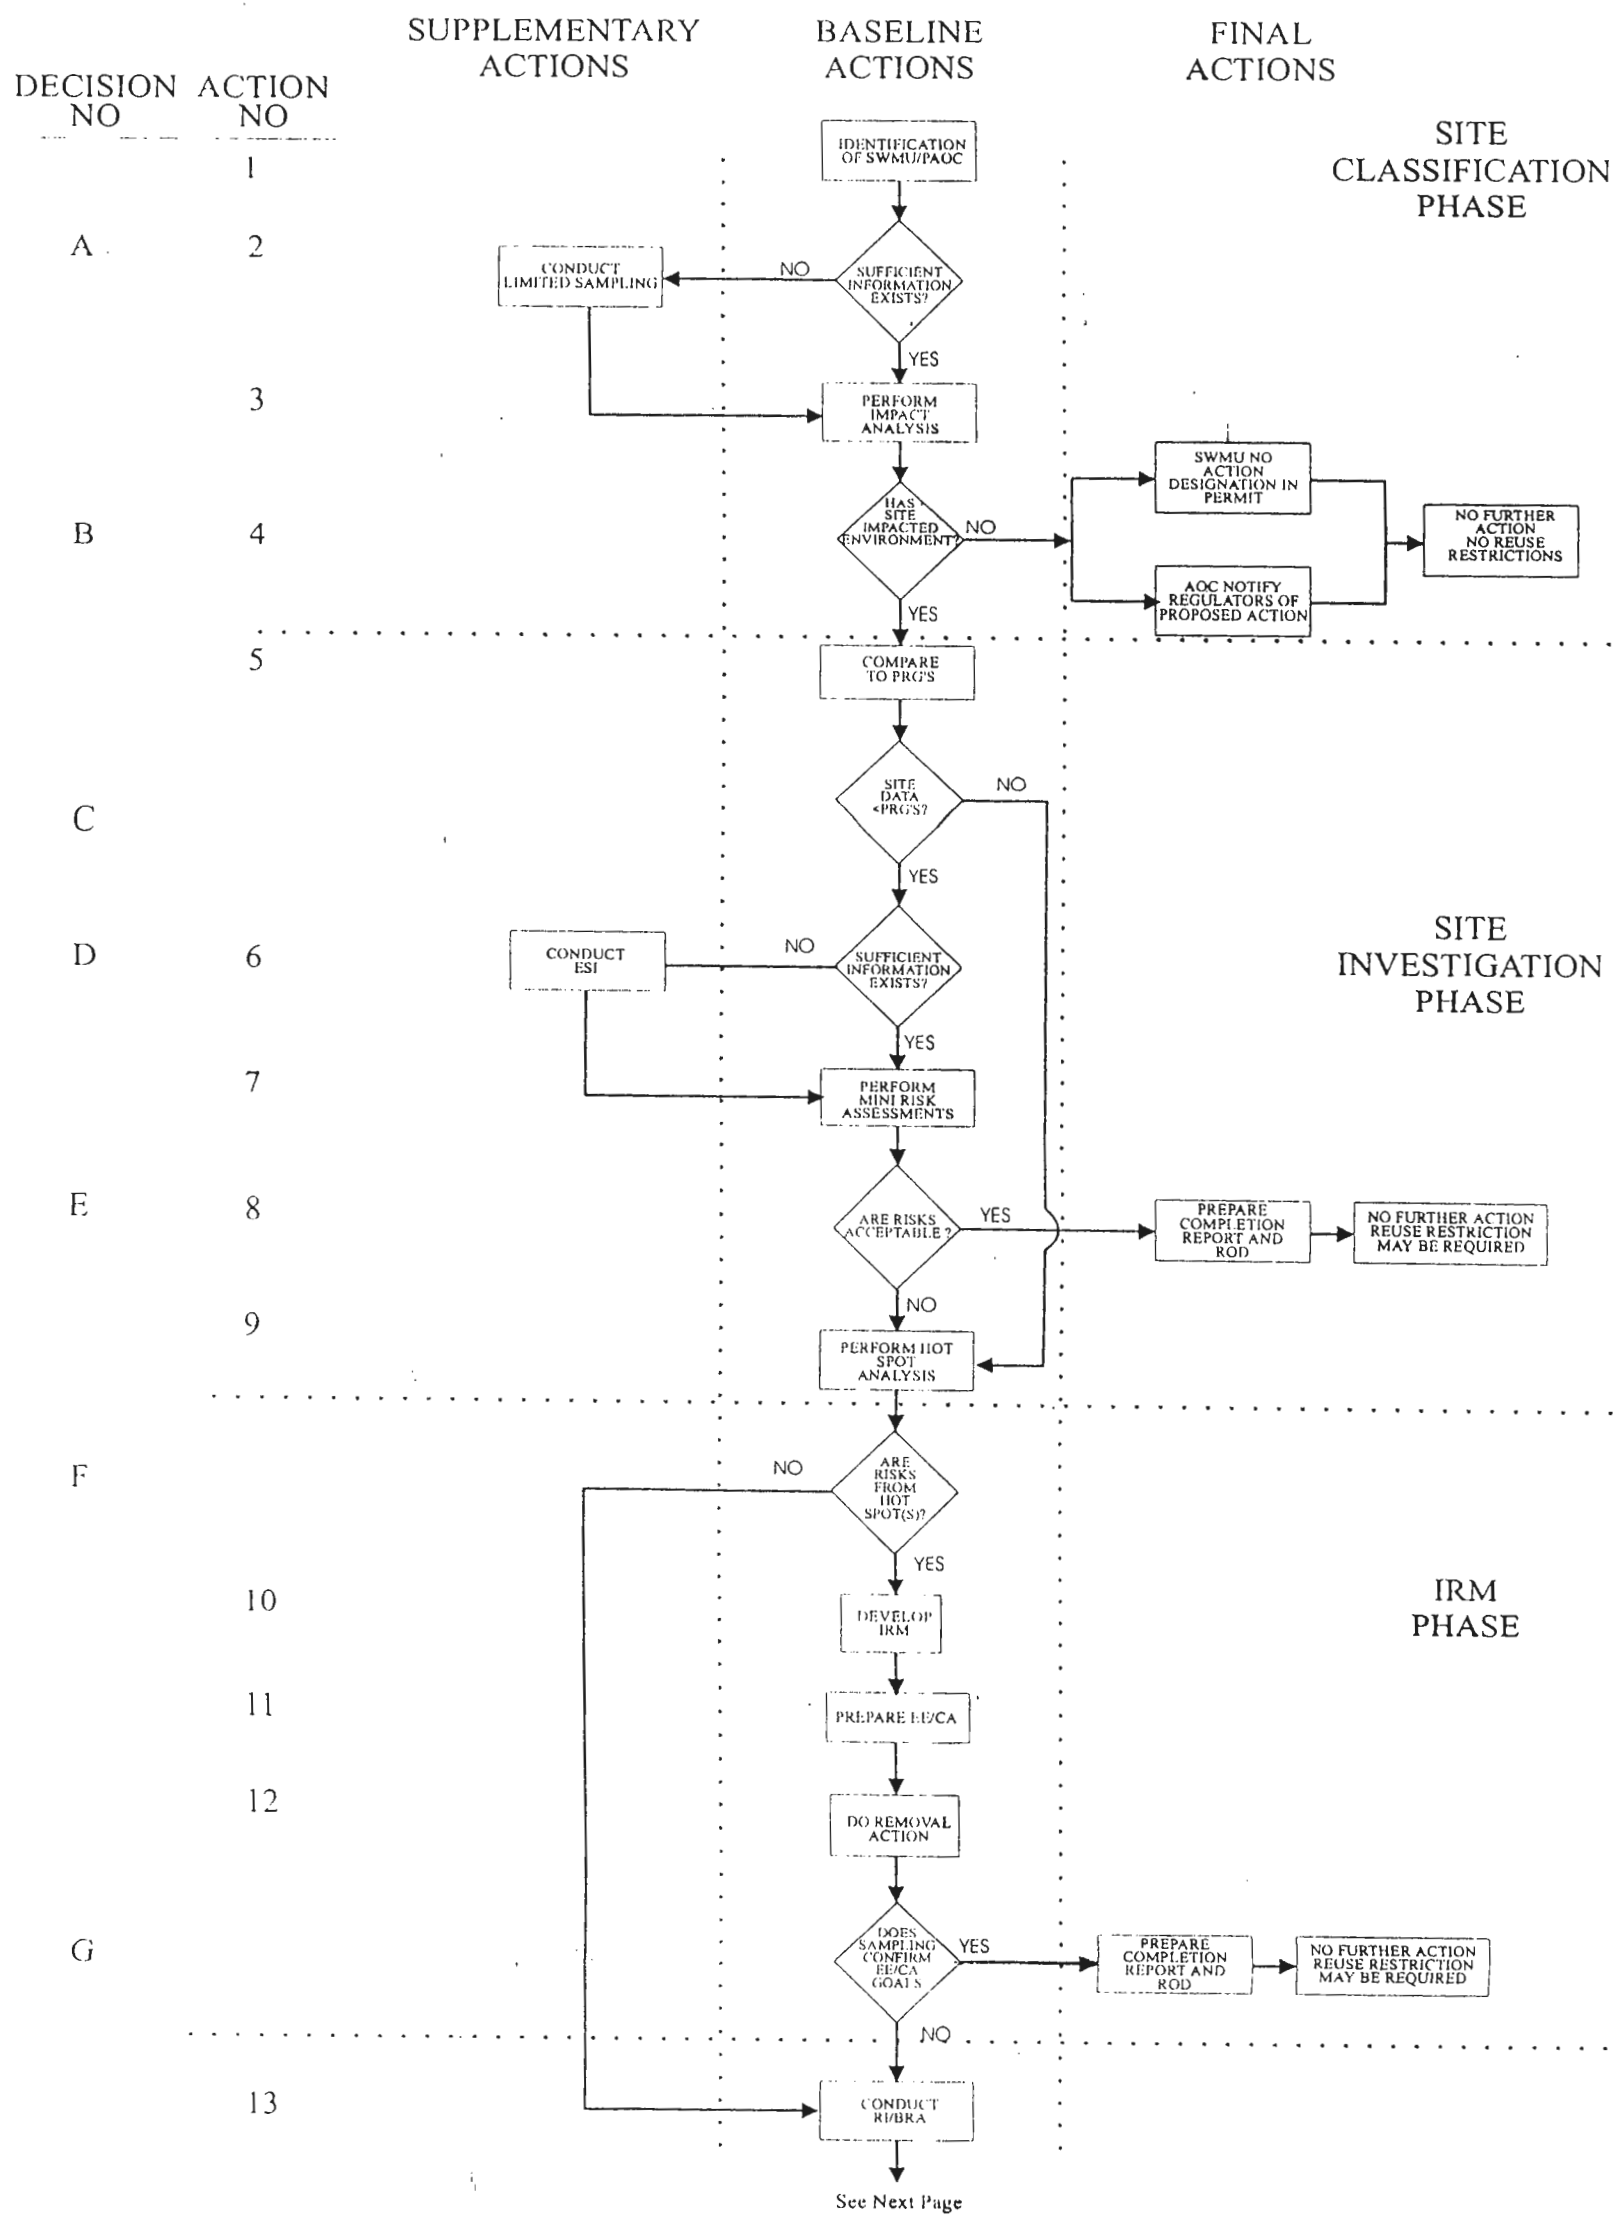 SUPPLEMENTARY
ACTIONS
BASELINE
ACTIONS
FINAL
ACTIONS
DECISION
NO
ACTION
NO
SITE
CLASSIFICATION
PHASE
1
IDENTIFICATION
OF SWMU/PAOC
A
2
CONDUCT
LIMITED SAMPLING
NO
SUFFICIENT
INFORMATION
EXISTS?
YES
3
PERFORM
IMPACT
ANALYSIS
SWMU NO
ACTION
DESIGNATION IN
PERMIT
B
4
HAS
SITE
IMPACTED
ENVIRONMENT?
NO
NO FURTHER
ACTION
NO REUSE
RESTRICTIONS
AOC NOTIFY
REGULATORS OF
PROPOSED ACTION
YES
5
COMPARE
TO PRG'S
C
SITE
DATA
<PRG'S?
NO
YES
SITE
INVESTIGATION
PHASE
D
6
CONDUCT
ESI
NO
SUFFICIENT
INFORMATION
EXISTS?
YES
7
PERFORM
MINI RISK
ASSESSMENTS
E
8
ARE RISKS
ACCEPTABLE ?
YES
PREPARE
COMPLETION
REPORT AND
ROD
NO FURTHER ACTION
REUSE RESTRICTION
MAY BE REQUIRED
NO
9
PERFORM HOT
SPOT
ANALYSIS
F
NO
ARE
RISKS
FROM
HOT
SPOT(S)?
YES
IRM
PHASE
10
DEVELOP
IRM
11
PREPARE EE/CA
12
DO REMOVAL
ACTION
G
DOES
SAMPLING
CONFIRM
EE/CA
GOALS
YES
PREPARE
COMPLETION
REPORT AND
ROD
NO FURTHER ACTION
REUSE RESTRICTION
MAY BE REQUIRED
NO
13
CONDUCT
RI/BRA
See Next Page